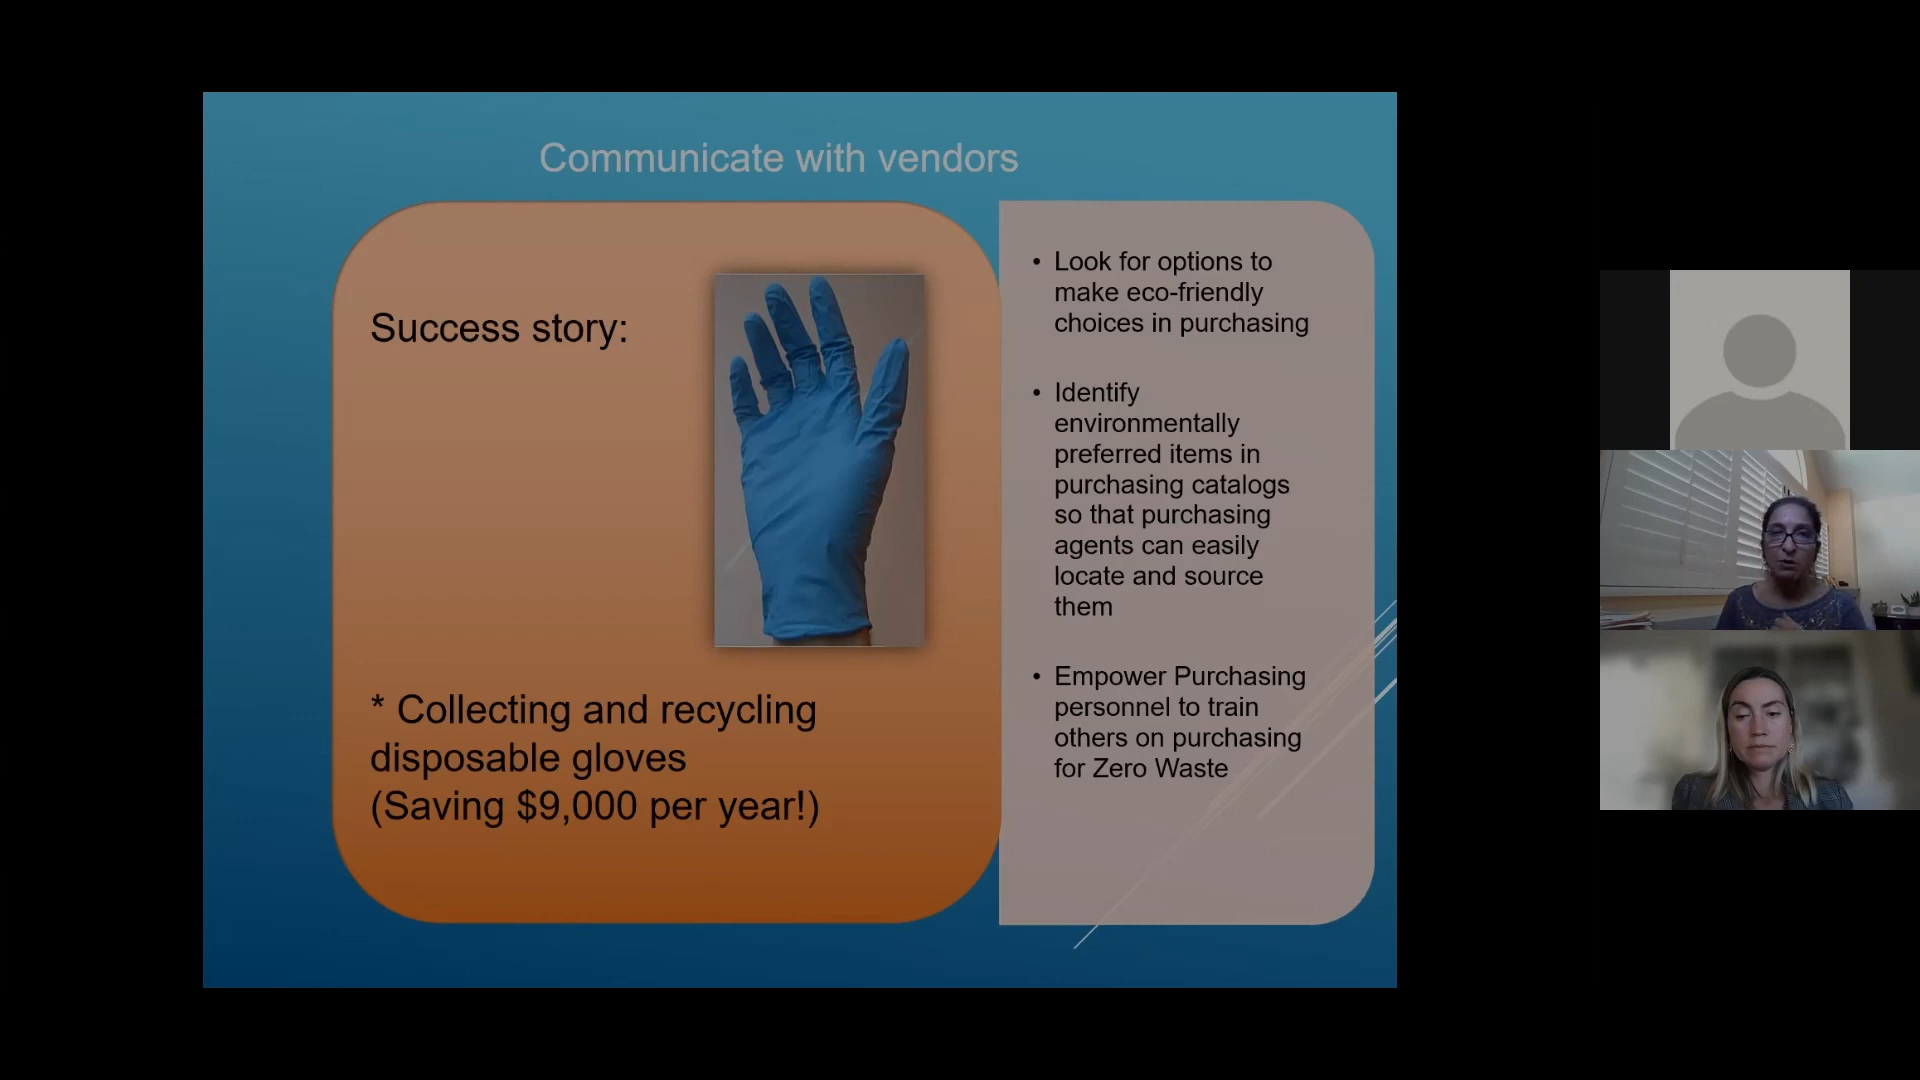 Communicate with vendors
Success story:
* Collecting and recycling
disposable gloves
(Saving $9,000 per year!)
• Look for options to
make eco-friendly
choices in purchasing
• Identify
environmentally
preferred items in
purchasing catalogs
so that purchasing
agents can easily
locate and source
them
• Empower Purchasing
personnel to train
others on purchasing
for Zero Waste